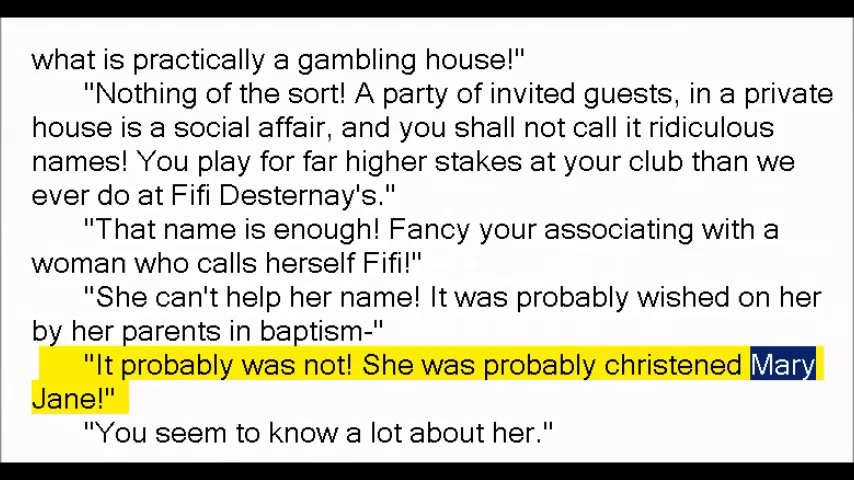 what is practically a gambling house!"
"Nothing of the sort! A party of invited guests, in a private
house is a social affair, and you shall not call it ridiculous
names! You play for far higher stakes at your club than we
ever do at Fifi Desternay's."
"That name is enough! Fancy your associating with a
woman who calls herself Fifi!"
"She can't help her name! It was probably wished on her
by her parents in baptism-"
"It probably was not! She was probably christened Mary
Jane!"
"You seem to know a lot about her."